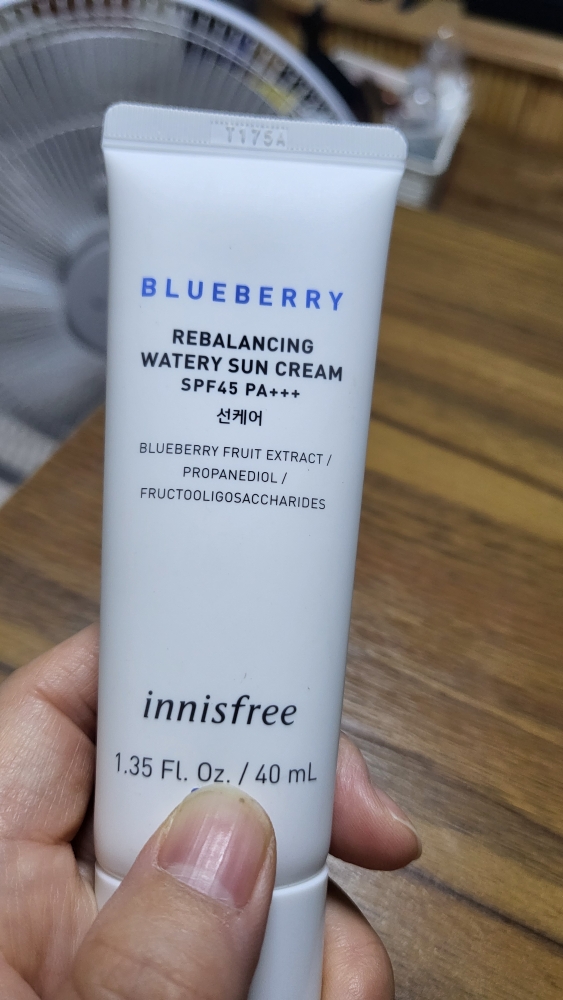 T175A
BLUEBERRY
REBALANCING
WATERY SUN CREAM
SPF45 PA+++
선케어
BLUEBERRY FRUIT EXTRACT /
PROPANEDIOL /
FRUCTOOLIGOSACCHARIDES
innisfree
1.35 Fl. Oz. / 40 mL